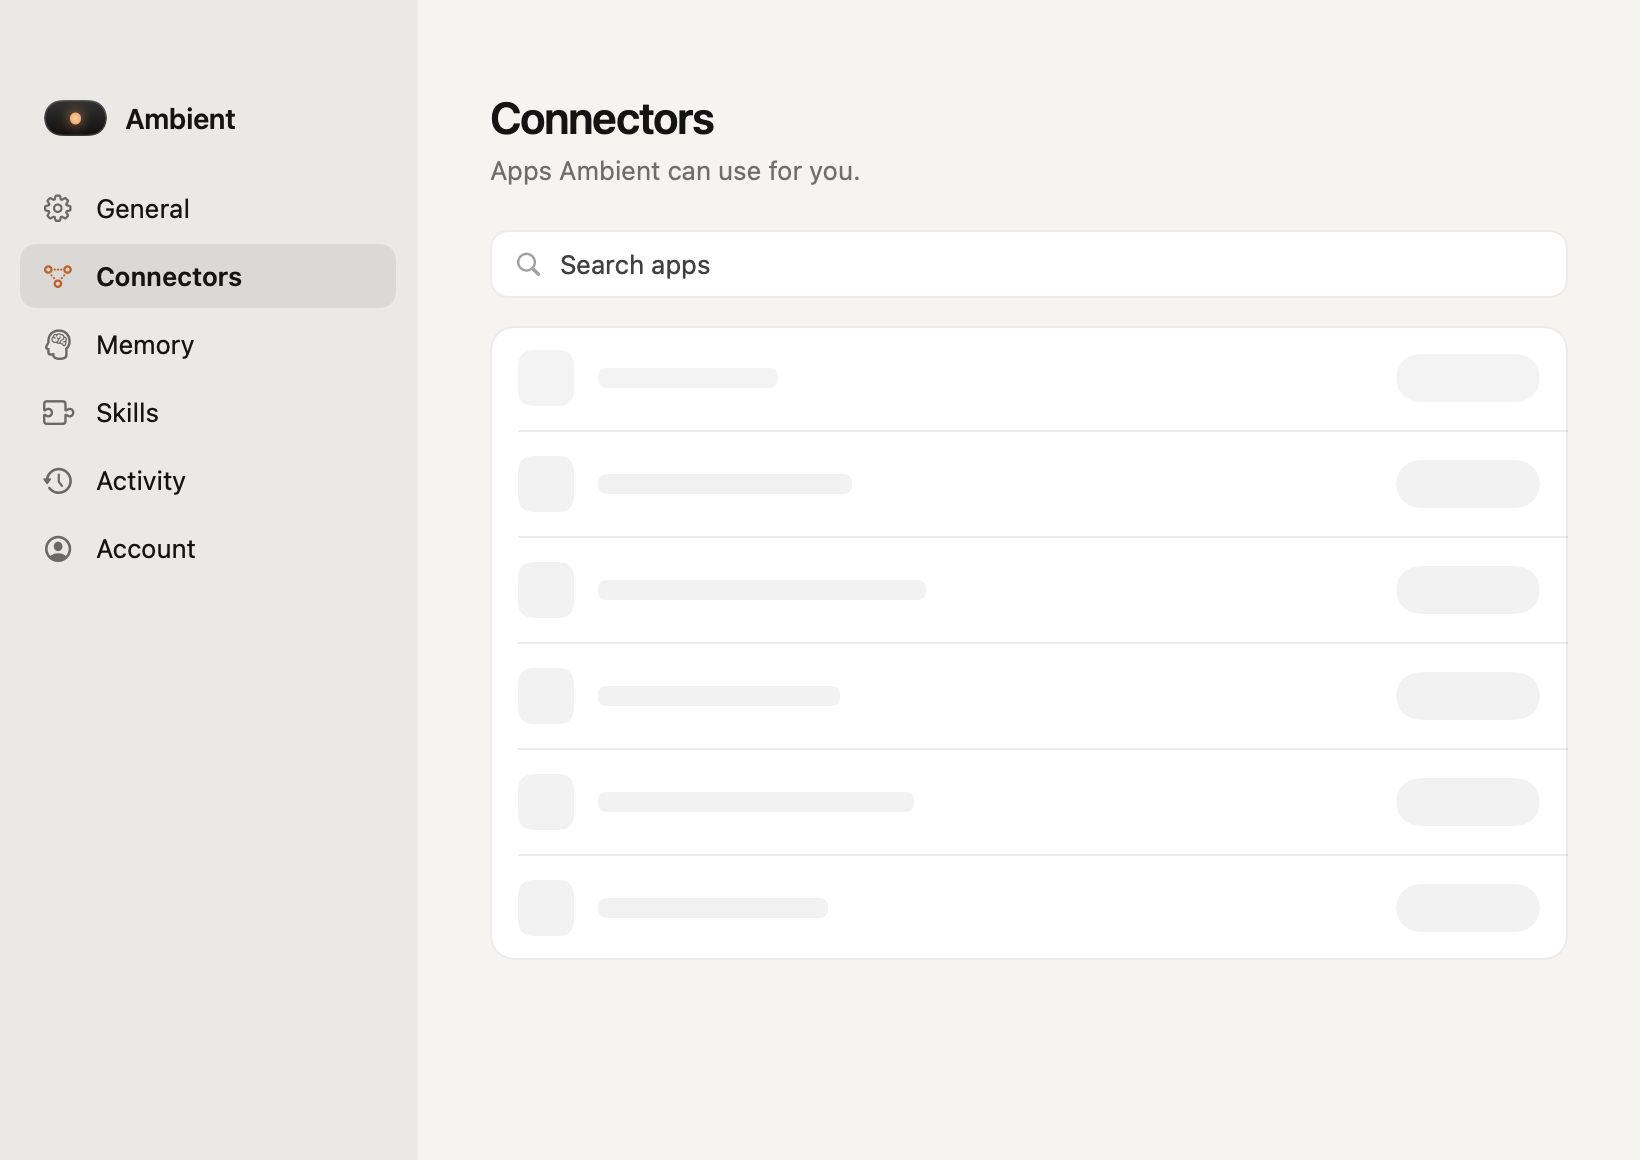 Ambient
General
Connectors
Memory
Skills
Activity
Account
Connectors
Apps Ambient can use for you.
Search apps